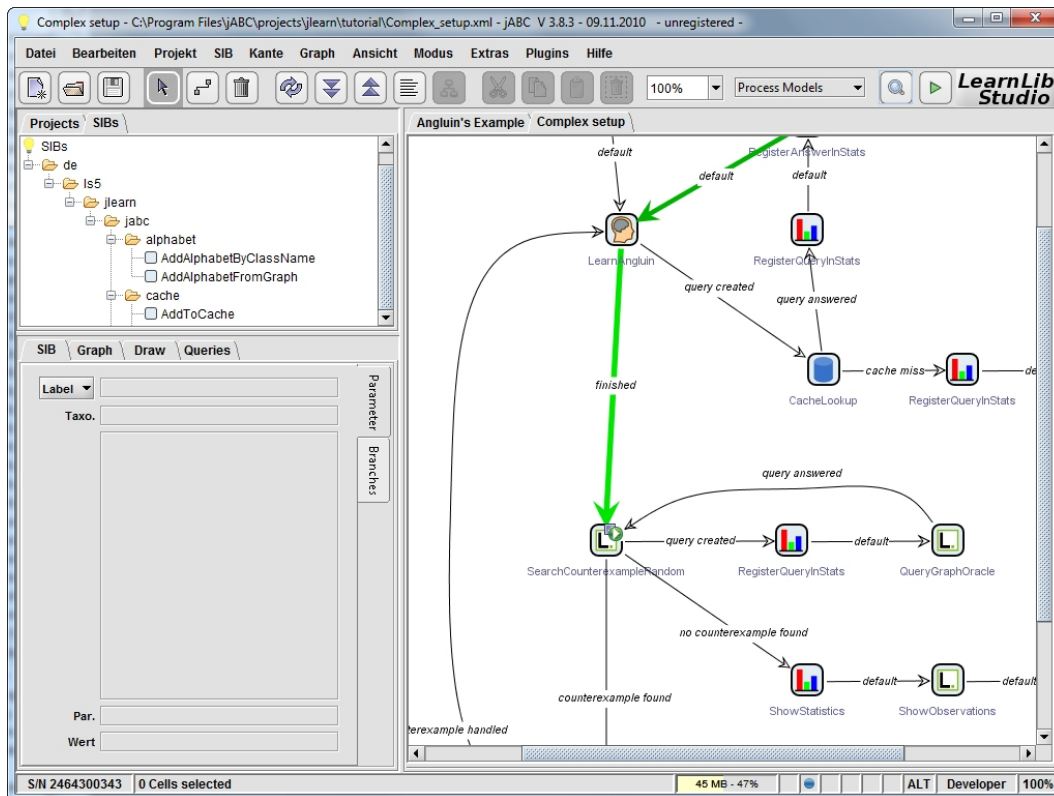 Complex setup - C:\Program Files\jABC\projects\jlearn\tutorial\Complex_setup.xml - jABC V 3.8.3 - 09.11.2010 - unregistered -
Datei Bearbeiten Projekt SIB Kante Graph Ansicht Modus Extras Plugins Hilfe
100% Process Models LearnLib Studio
Projects SIBs
SIBs
de
ls5
jlearn
jabc
alphabet
AddAlphabetByClassName
AddAlphabetFromGraph
cache
AddToCache
SIB Graph Draw Queries
Label
Taxo.
Par.
Wert
Parameter
Branches
Angluin's Example Complex setup
RegisterAnswerInStats
default
default
default
LearnAngluin
RegisterQueryInStats
query created
query answered
finished
cache miss
de
CacheLookup
RegisterQueryInStats
query answered
query created
default
SearchCounterexampleRandom
RegisterQueryInStats
QueryGraphOracle
no counterexample found
default
default
counterexample found
ShowStatistics
ShowObservations
terexample handled
S/N 2464300343 0 Cells selected 45 MB - 47% ALT Developer 100%